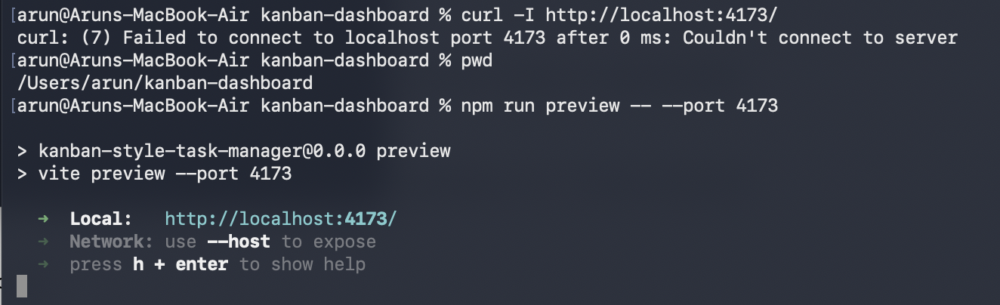 [arun@Aruns-MacBook-Air kanban-dashboard % curl -I http://localhost:4173/
curl: (7) Failed to connect to localhost port 4173 after 0 ms: Couldn't connect to server
[arun@Aruns-MacBook-Air kanban-dashboard % pwd
/Users/arun/kanban-dashboard
[arun@Aruns-MacBook-Air kanban-dashboard % npm run preview -- --port 4173
> kanban-style-task-manager@0.0.0 preview
> vite preview --port 4173
➜ Local: http://localhost:4173/
➜ Network: use --host to expose
➜ press h + enter to show help